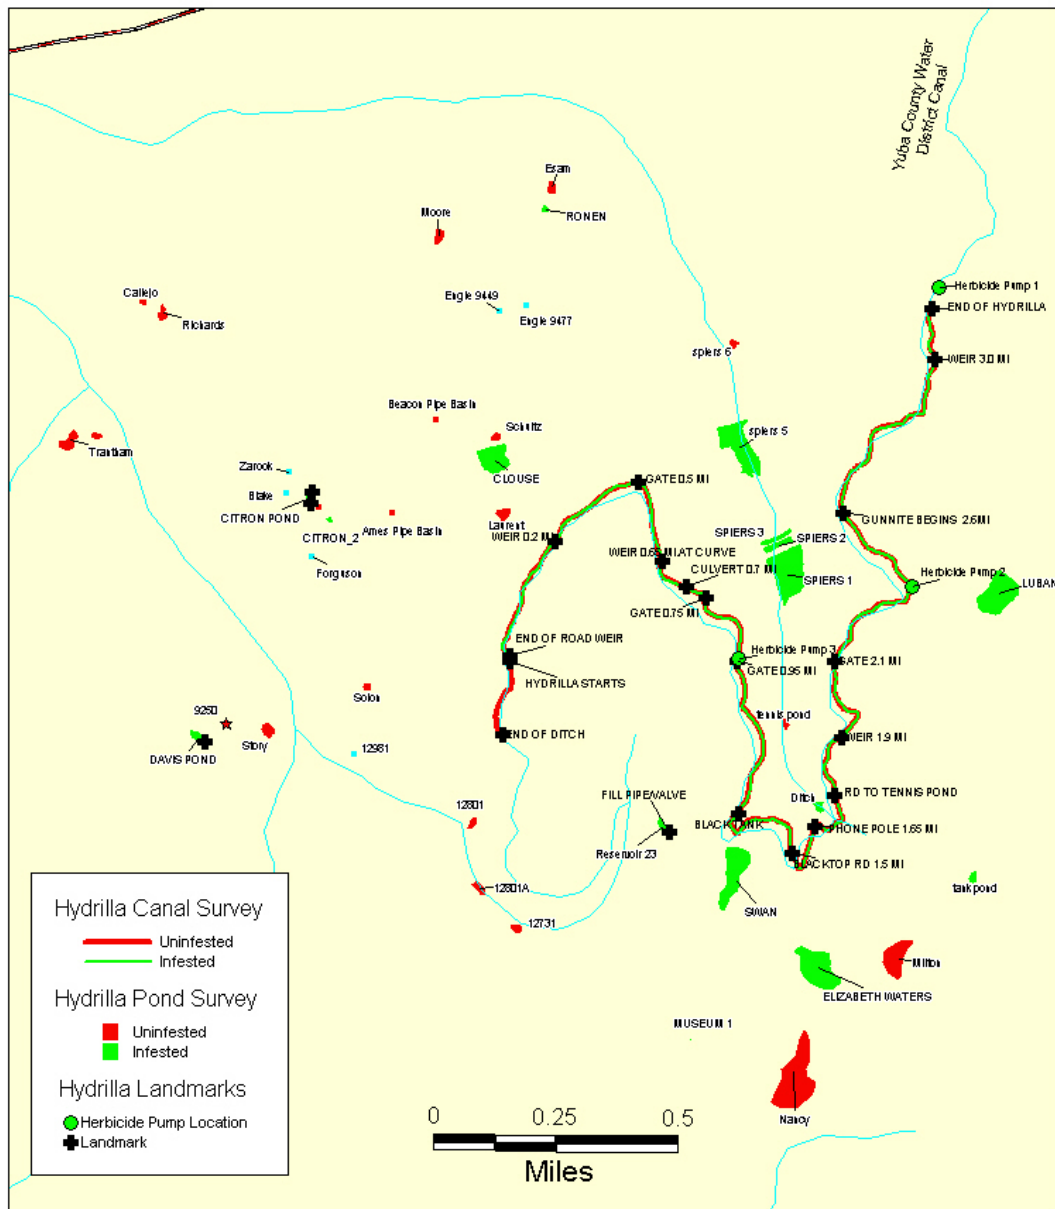 Yuba County Water
District Canal
Esam
RONEN
Moore
Herbicide Pump 1
END OF HYDRILLA
Callejo
Richards
Engle 9449
Engle 9477
spiers 6
WEIR 3.0 MI
Beacon Pipe Basin
Schultz
spiers 5
Trantham
Zarook
CLOUSE
GATE 0.5 MI
Blake
CITRON POND
CITRON_2
Ames Pipe Basin
Laurent
WEIR 0.2 MI
GUNNITE BEGINS 2.6MI
SPIERS 3
SPIERS 2
WEIR 0.65 MI AT CURVE
CULVERT 0.7 MI
Forguson
SPIERS 1
Herbicide Pump 2
LUBAN
GATE 0.75 MI
END OF ROAD WEIR
Herbicide Pump 3
GATE 0.95 MI
GATE 2.1 MI
HYDRILLA STARTS
Solon
9250
tennis pond
Story
DAVIS POND
12981
END OF DITCH
WEIR 1.9 MI
FILL PIPE/VALVE
Ditch
RD TO TENNIS POND
12801
BLACK TANK
PHONE POLE 1.65 MI
Reservoir 23
BLACKTOP RD 1.5 MI
12801A
tank pond
SWAN
12731
Milton
ELIZABETH WATERS
MUSEUM 1
Nancy
Hydrilla Canal Survey
Uninfested
Infested
Hydrilla Pond Survey
Uninfested
Infested
Hydrilla Landmarks
Herbicide Pump Location
Landmark
0 0.25 0.5
Miles